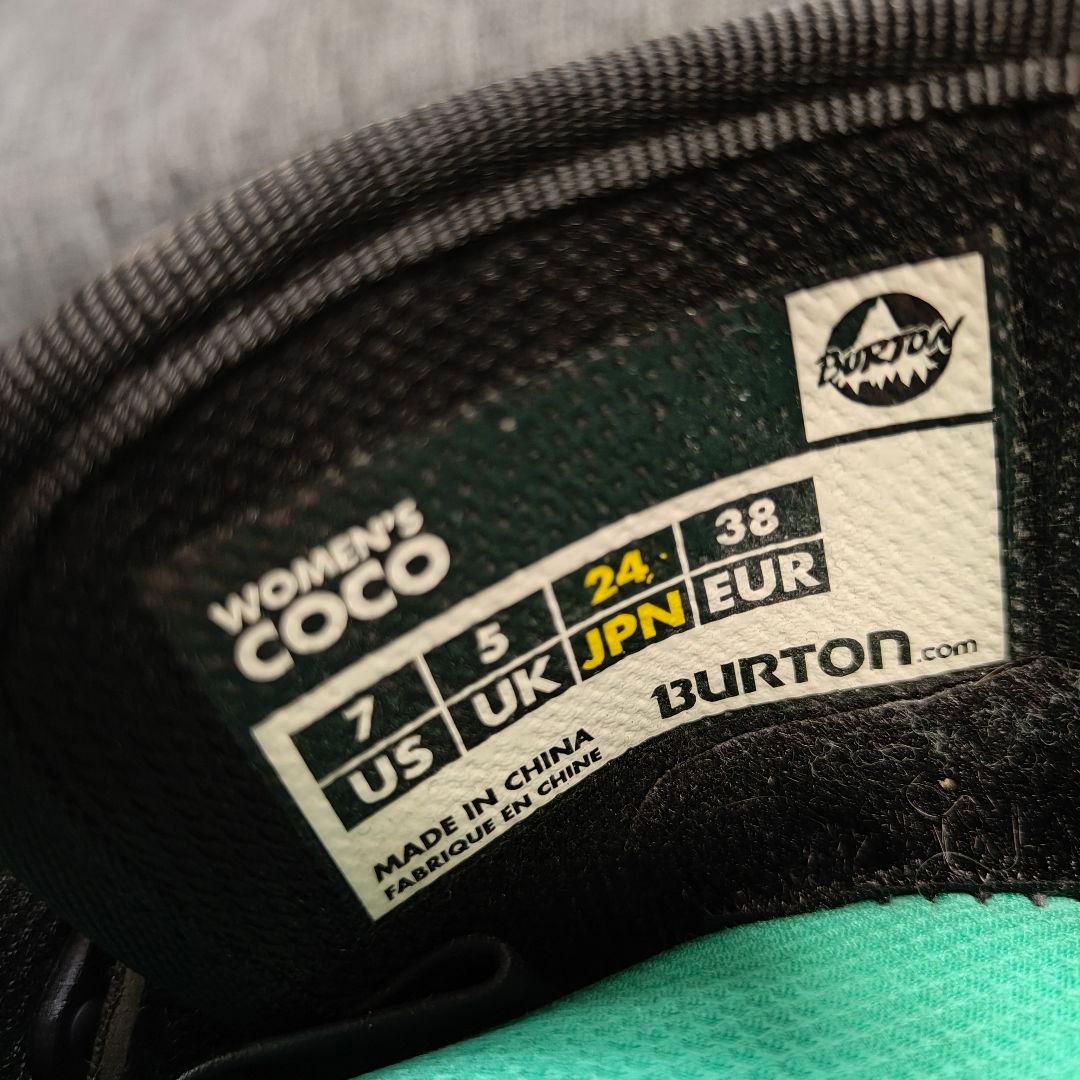 BURTON
WOMEN'S
COCO
7 5 24 38
US UK JPN EUR
BURTON.com
MADE IN CHINA
FABRIQUE EN CHINE